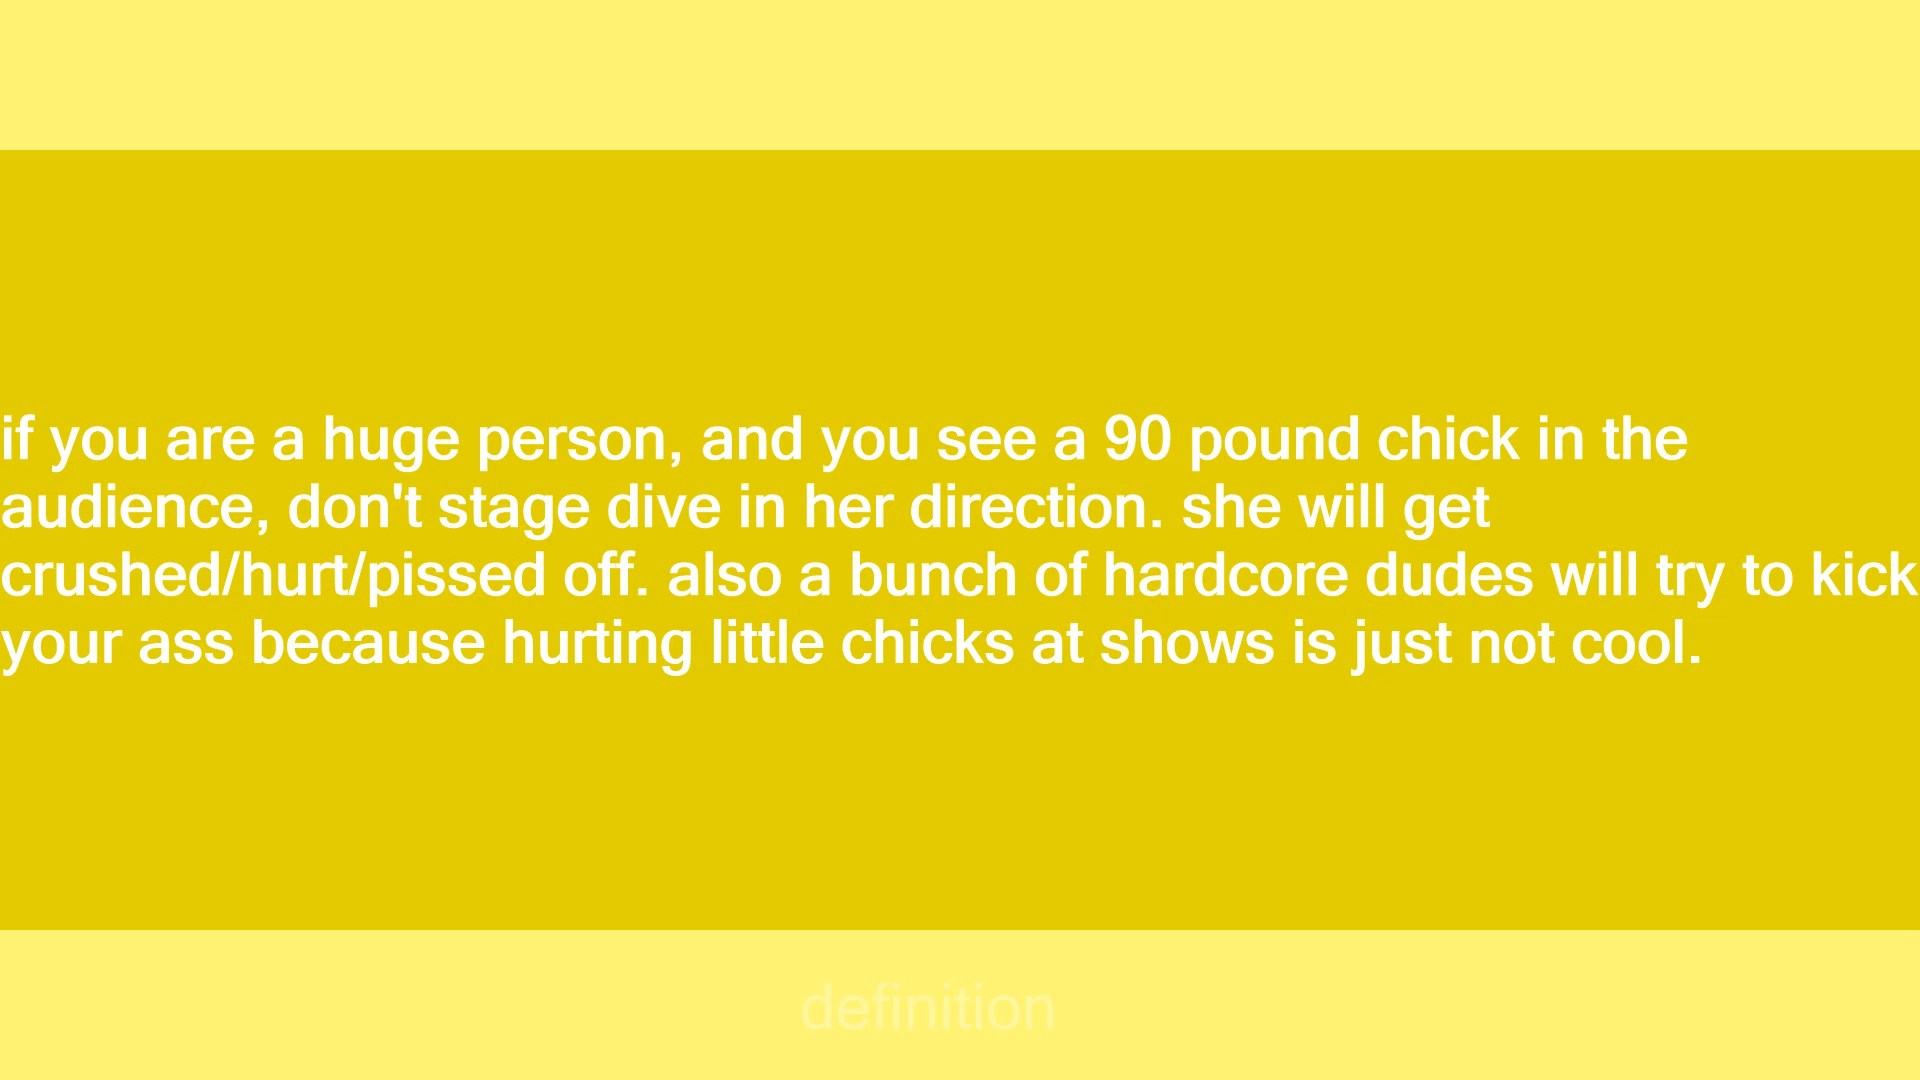 if you are a huge person, and you see a 90 pound chick in the
audience, don't stage dive in her direction. she will get
crushed/hurt/pissed off. also a bunch of hardcore dudes will try to kick
your ass because hurting little chicks at shows is just not cool.
definition